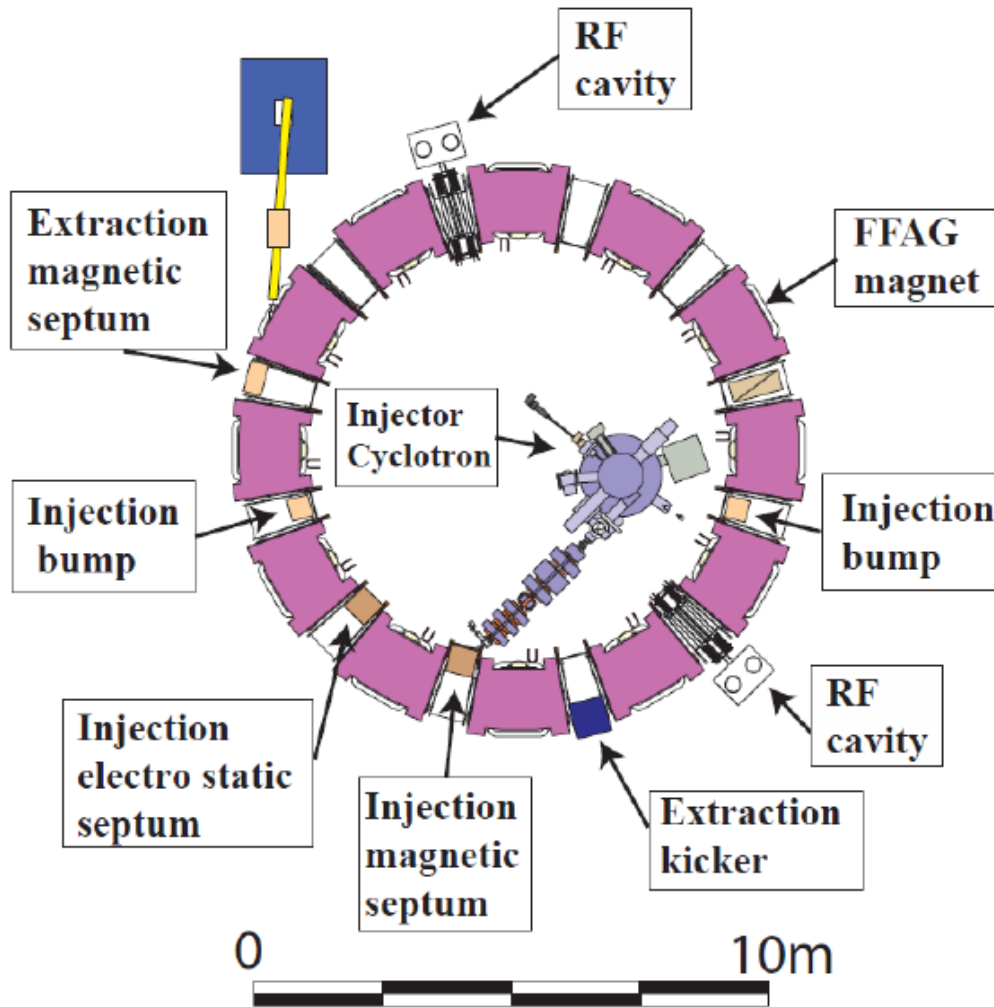 RF
cavity
Extraction
magnetic
septum
FFAG
magnet
Injector
Cyclotron
Injection
bump
Injection
bump
Injection
electro static
septum
Injection
magnetic
septum
Extraction
kicker
RF
cavity
0
10m